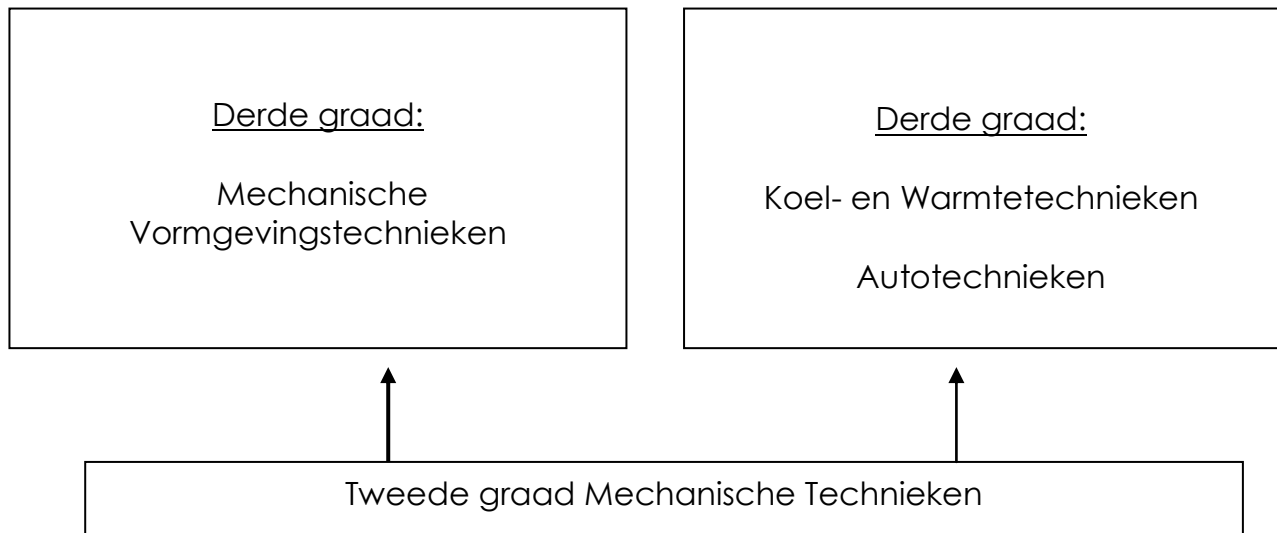 Derde graad:
Mechanische
Vormgevingstechnieken
Derde graad:
Koel- en Warmtetechnieken
Autotechnieken
Tweede graad Mechanische Technieken